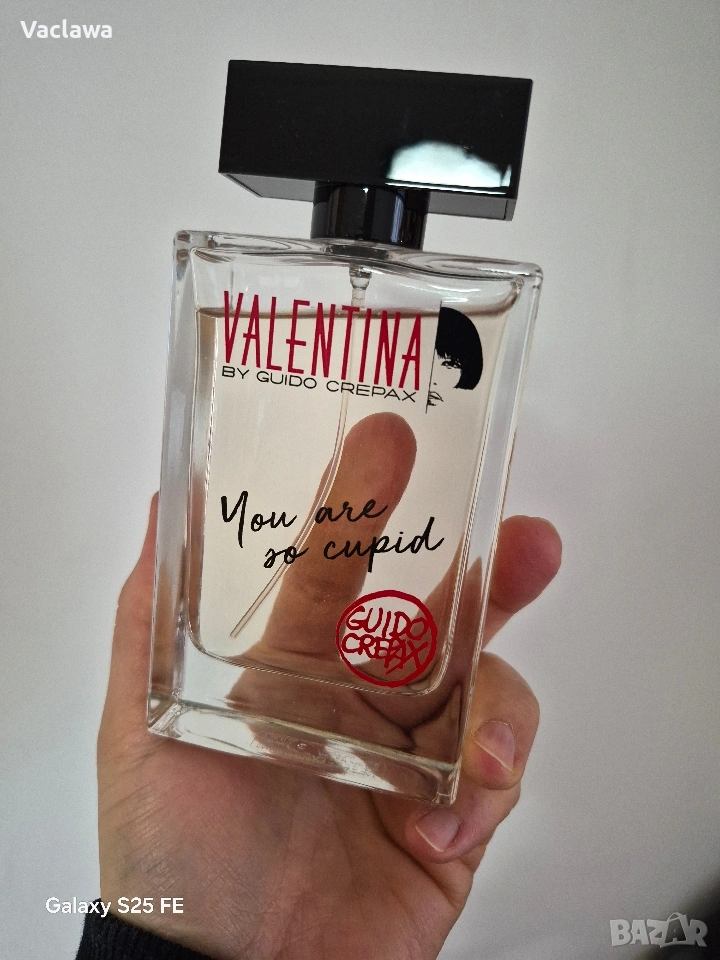 Vaclawa
VALENTINA
BY GUIDO CREPAX
You are
so cupid
GUIDO
CREPAX
Galaxy S25 FE
BAZAR